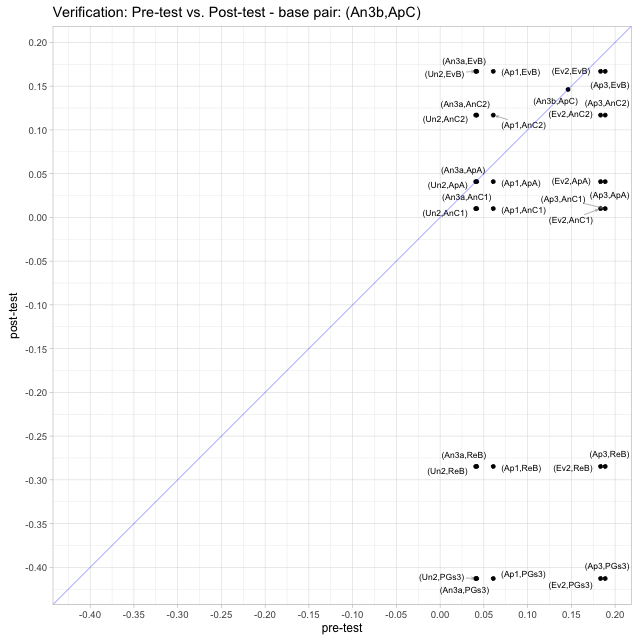 Verification: Pre-test vs. Post-test - base pair: (An3b,ApC)
0.20
(An3a,EvB)
(Un2,EvB)
(Ap1,EvB)
(Ev2,EvB)
(Ap3,EvB)
0.15
(An3b,ApC)
(An3a,AnC2)
(Ap3,AnC2)
(Un2,AnC2)
(Ap1,AnC2)
(Ev2,AnC2)
0.10
0.05
(An3a,ApA)
(Un2,ApA)
(Ap1,ApA)
(Ev2,ApA)
(Ap3,ApA)
(An3a,AnC1)
(Ap3,AnC1)
(Un2,AnC1)
(Ap1,AnC1)
(Ev2,AnC1)
0.00
-0.05
-0.10
-0.15
-0.20
-0.25
(An3a,ReB)
(Ap3,ReB)
(Un2,ReB)
(Ap1,ReB)
(Ev2,ReB)
-0.30
-0.35
-0.40
(Un2,PGs3)
(Ap1,PGs3)
(Ap3,PGs3)
(An3a,PGs3)
(Ev2,PGs3)
post-test
-0.40 -0.35 -0.30 -0.25 -0.20 -0.15 -0.10 -0.05 0.00 0.05 0.10 0.15 0.20
pre-test